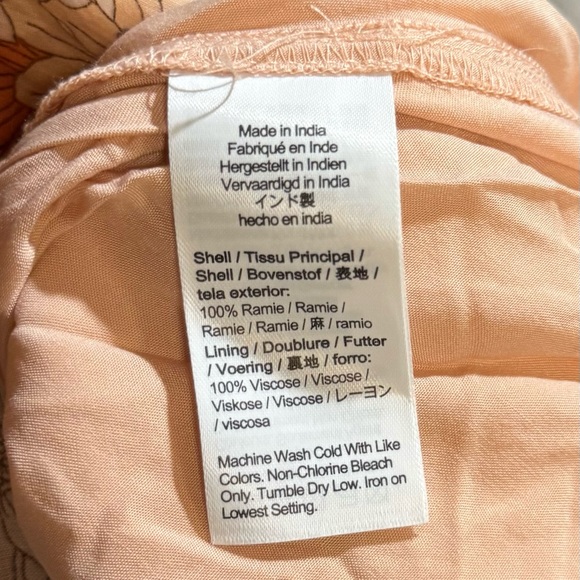 Made in India
Fabriqué en Inde
Hergestellt in Indien
Vervaardigd in India
インド製
hecho en india
Shell / Tissu Principal /
Shell / Bovenstof / 表地 /
tela exterior:
100% Ramie / Ramie /
Ramie / Ramie / 麻 / ramio
Lining / Doublure / Futter
/ Voering / 裏地 / forro:
100% Viscose / Viscose /
Viskose / Viscose / レーヨン
/ viscosa
Machine Wash Cold With Like
Colors. Non-Chlorine Bleach
Only. Tumble Dry Low. Iron on
Lowest Setting.